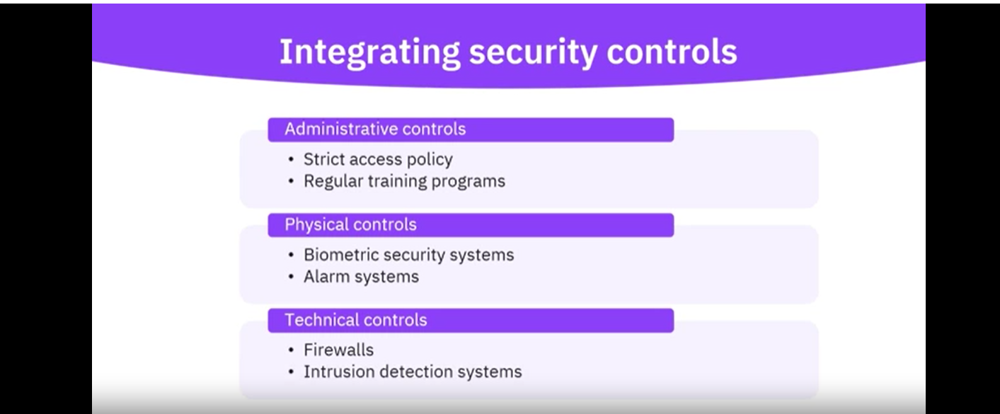 Integrating security controls
Administrative controls
• Strict access policy
• Regular training programs
Physical controls
• Biometric security systems
• Alarm systems
Technical controls
• Firewalls
• Intrusion detection systems